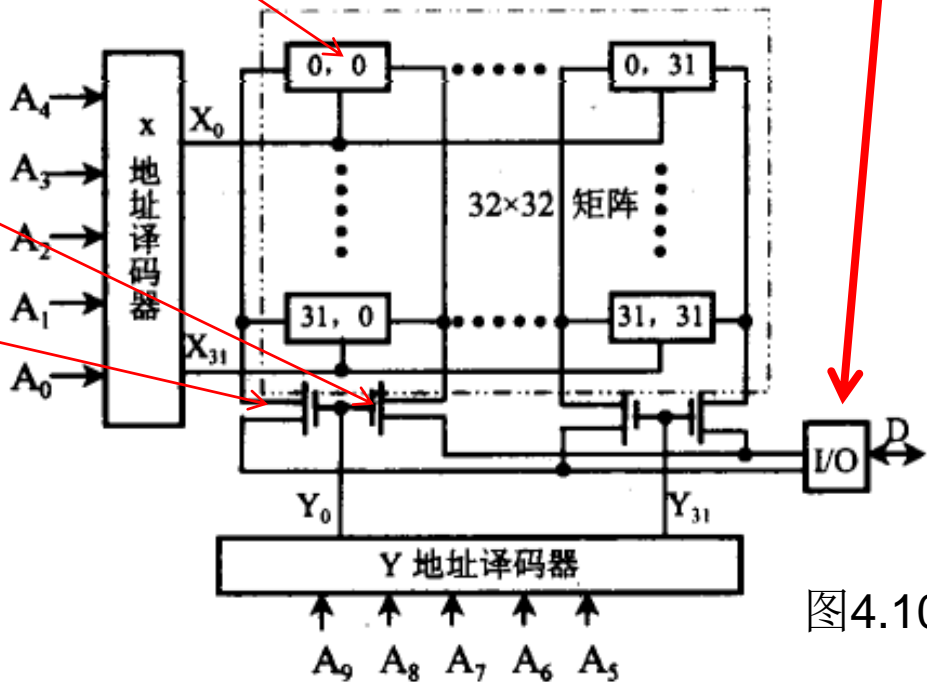 0, 0
0, 31
A₄
x 地址译码器
X₀
A₃
32×32 矩阵
A₂
A₁
31, 0
31, 31
X₃₁
A₀
D
I/O
Y₀
Y₃₁
Y 地址译码器
图4.10
A₉ A₈ A₇ A₆ A₅